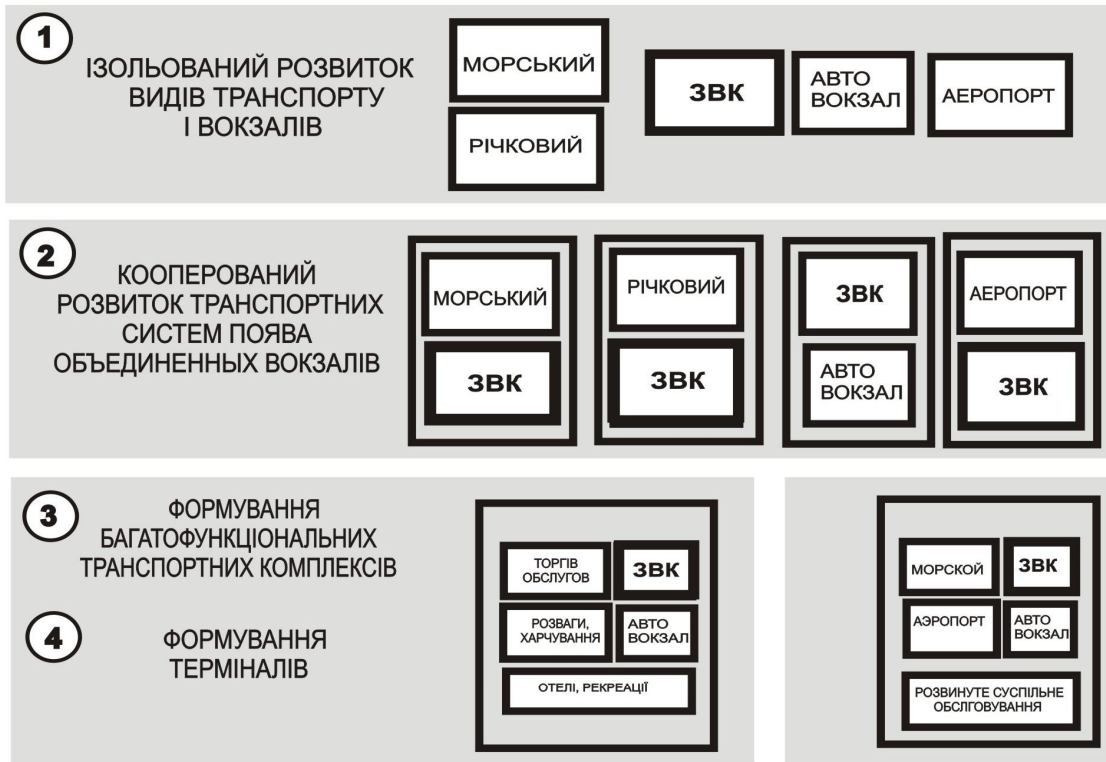 1
ІЗОЛЬОВАНИЙ РОЗВИТОК
ВИДІВ ТРАНСПОРТУ
І ВОКЗАЛІВ
МОРСЬКИЙ
РІЧКОВИЙ
ЗВК
АВТО
ВОКЗАЛ
АЕРОПОРТ
2
КООПЕРОВАНИЙ
РОЗВИТОК ТРАНСПОРТНИХ
СИСТЕМ ПОЯВА
ОБЪЕДИНЕННЫХ ВОКЗАЛІВ
МОРСЬКИЙ
ЗВК
РІЧКОВИЙ
ЗВК
ЗВК
АВТО
ВОКЗАЛ
АЕРОПОРТ
ЗВК
3
ФОРМУВАННЯ
БАГАТОФУНКЦІОНАЛЬНИХ
ТРАНСПОРТНИХ КОМПЛЕКСІВ
4
ФОРМУВАННЯ
ТЕРМІНАЛІВ
ТОРГІВ
ОБСЛУГОВ
ЗВК
РОЗВАГИ,
ХАРЧУВАННЯ
АВТО
ВОКЗАЛ
ОТЕЛІ, РЕКРЕАЦІЇ
МОРСКОЙ
ЗВК
АЭРОПОРТ
АВТО
ВОКЗАЛ
РОЗВИНУТЕ СУСПІЛЬНЕ
ОБСЛГОВУВАННЯ